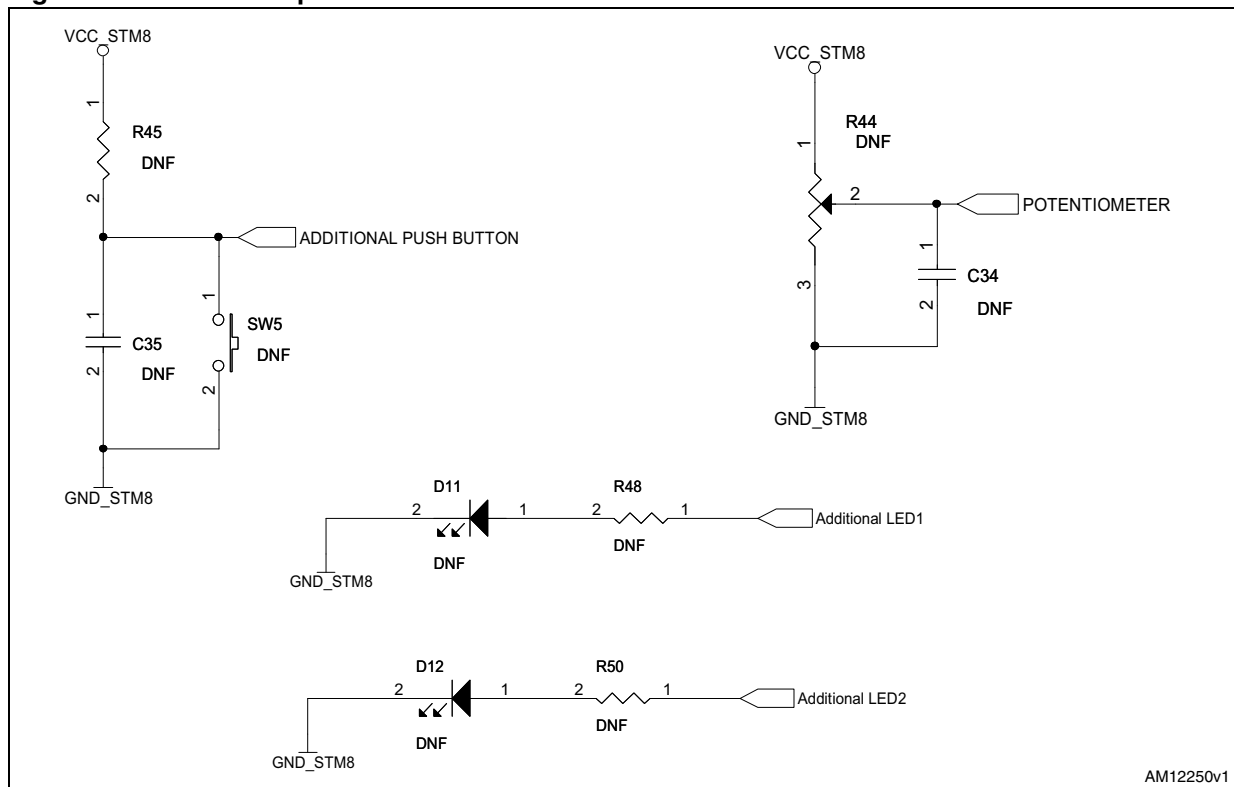 VCC_STM8
1
R45
DNF
2
ADDITIONAL PUSH BUTTON
1
1
SW5
DNF
C35
DNF
2
2
GND_STM8
VCC_STM8
R44
DNF
1
2
POTENTIOMETER
1
C34
DNF
3
2
GND_STM8
D11
R48
2
1
2
1
Additional LED1
DNF
DNF
GND_STM8
D12
R50
2
1
2
1
Additional LED2
DNF
DNF
GND_STM8
AM12250v1